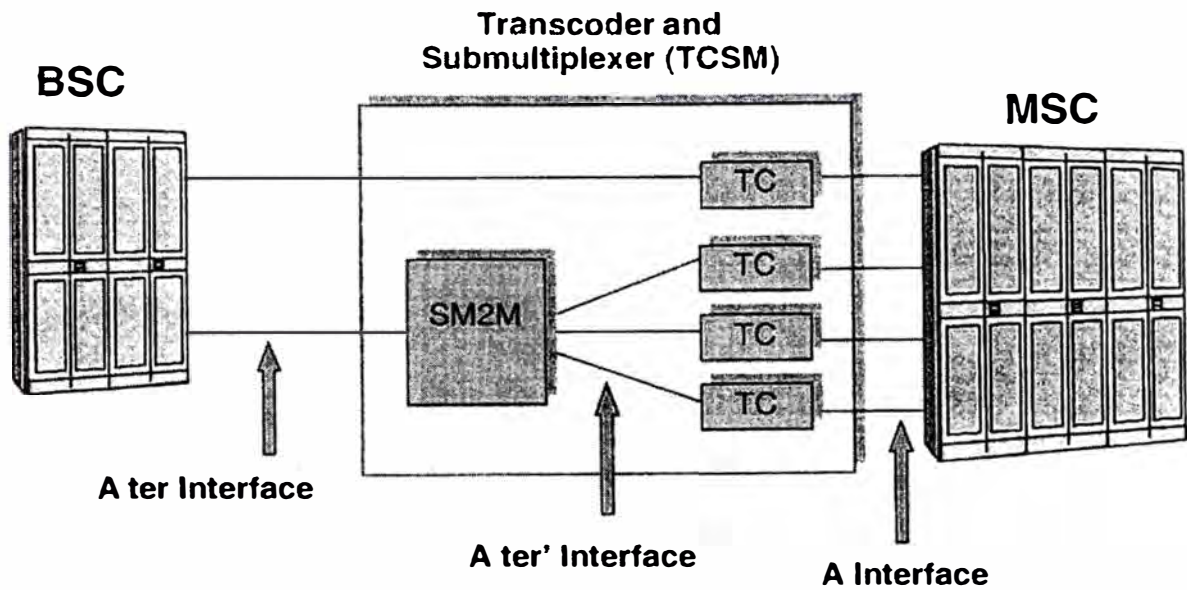 Transcoder and
Submultiplexer (TCSM)
BSC
MSC
TC
TC
SM2M
TC
TC
A ter Interface
A ter' Interface
A Interface